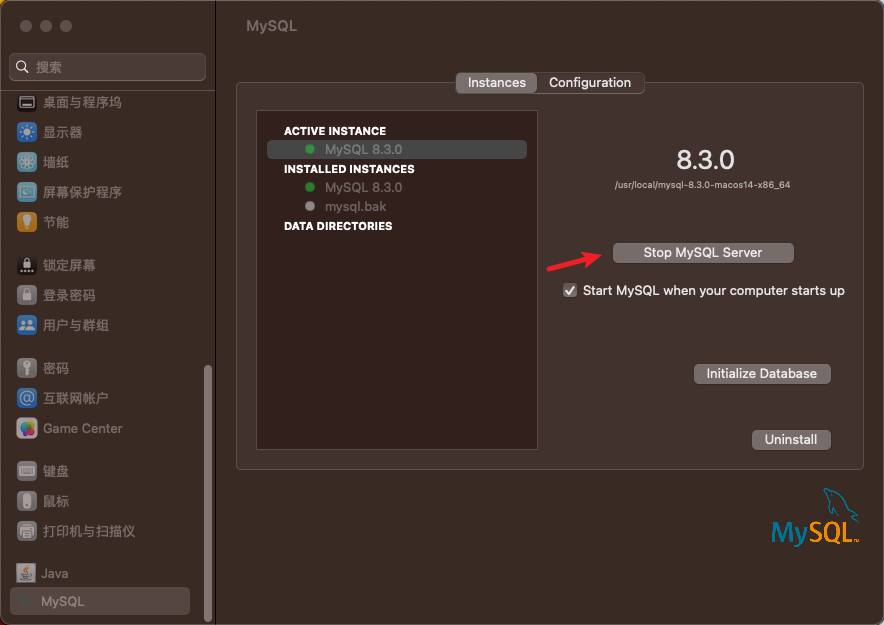 MySQL
搜索
桌面与程序坞
显示器
墙纸
屏幕保护程序
节能
锁定屏幕
登录密码
用户与群组
密码
互联网帐户
Game Center
键盘
鼠标
打印机与扫描仪
Java
MySQL
Instances
Configuration
ACTIVE INSTANCE
MySQL 8.3.0
INSTALLED INSTANCES
MySQL 8.3.0
mysql.bak
DATA DIRECTORIES
8.3.0
/usr/local/mysql-8.3.0-macos14-x86_64
Stop MySQL Server
Start MySQL when your computer starts up
Initialize Database
Uninstall
MySQL™